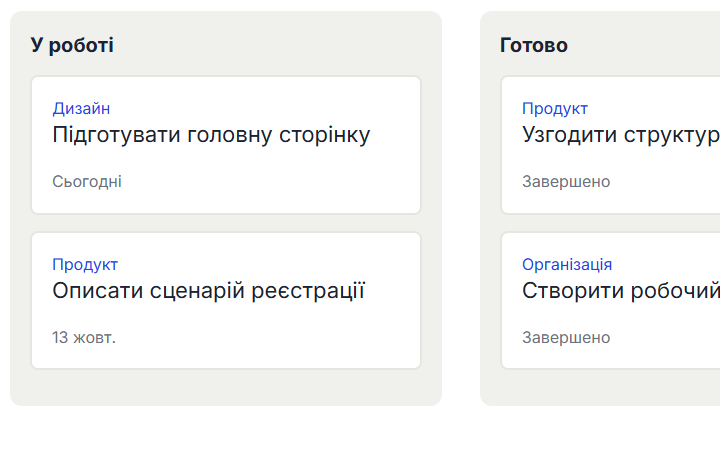 У роботі
Дизайн
Підготувати головну сторінку
Сьогодні
Продукт
Описати сценарій реєстрації
13 жовт.
Готово
Продукт
Узгодити
Завершено
Організація
Створити робочий
Завершено